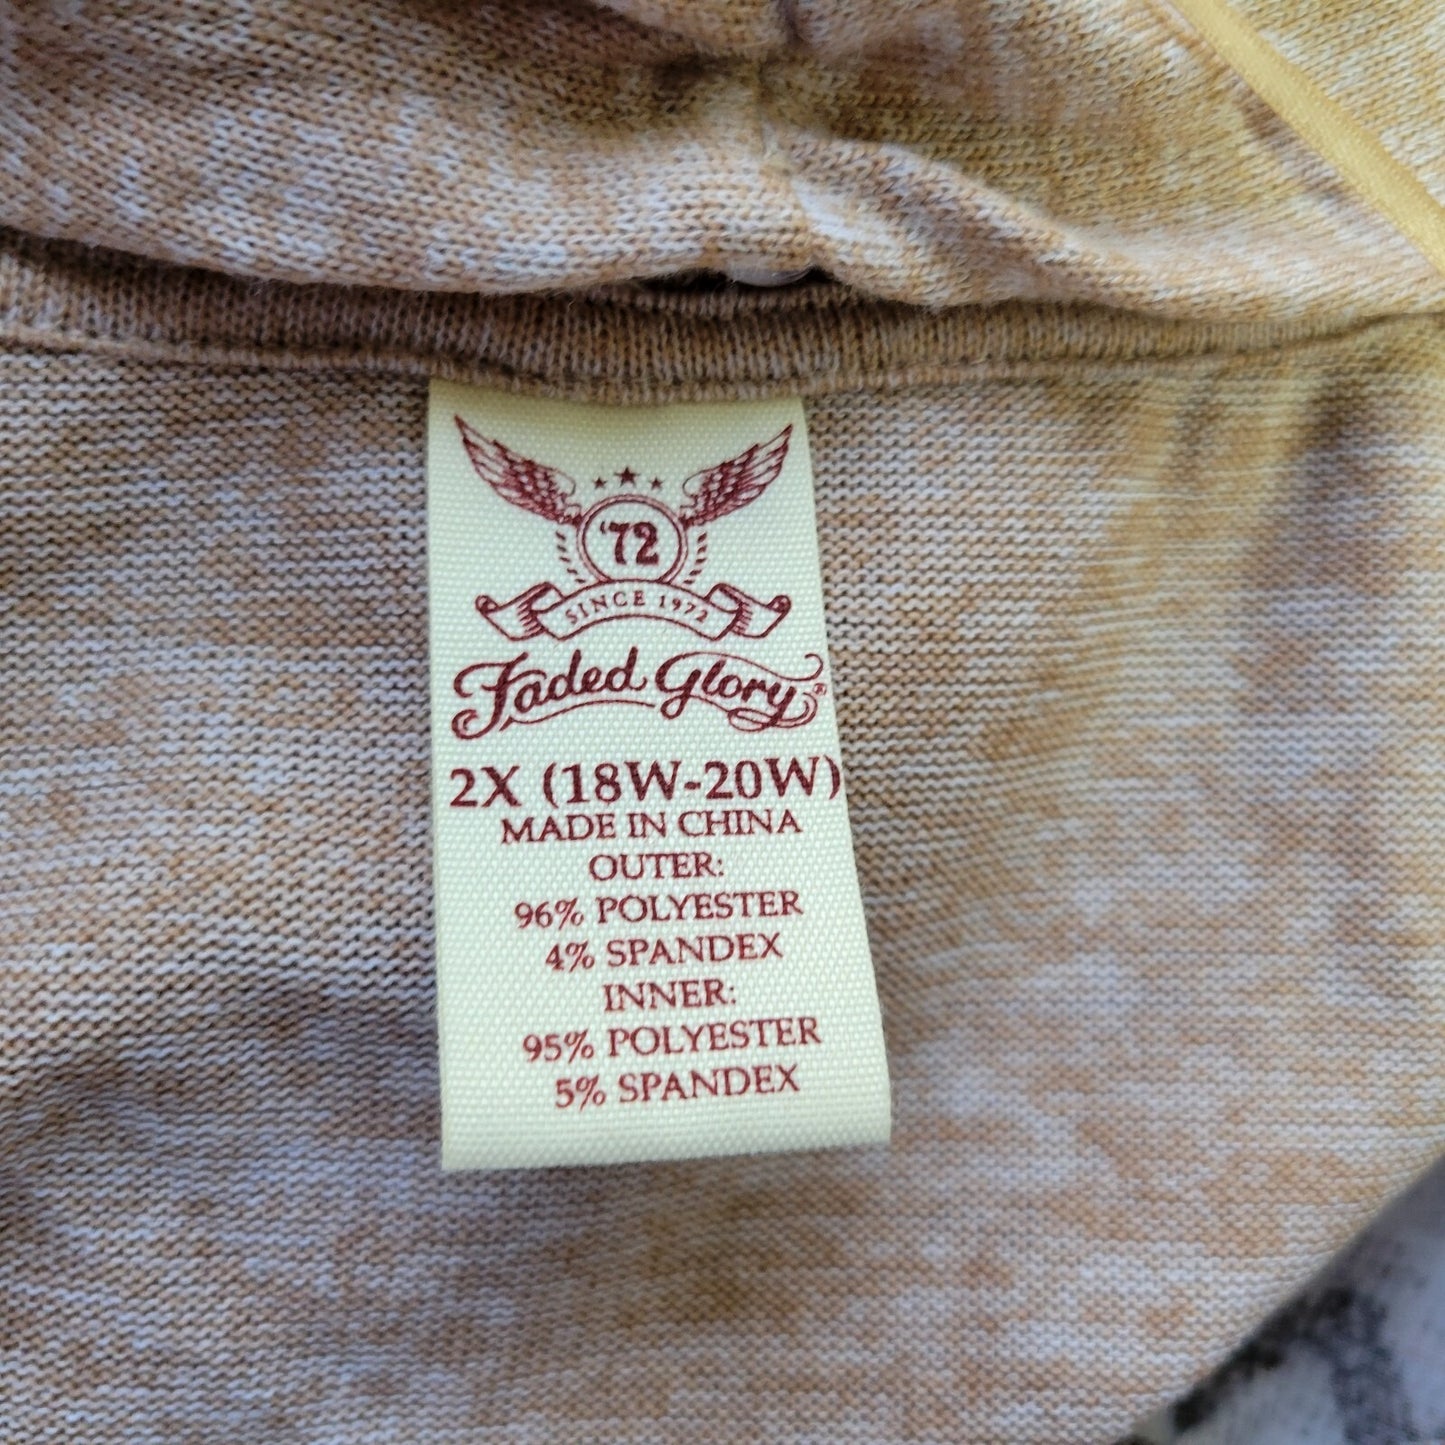 '72
SINCE 1972
Faded Glory®
2X (18W-20W)
MADE IN CHINA
OUTER:
96% POLYESTER
4% SPANDEX
INNER:
95% POLYESTER
5% SPANDEX